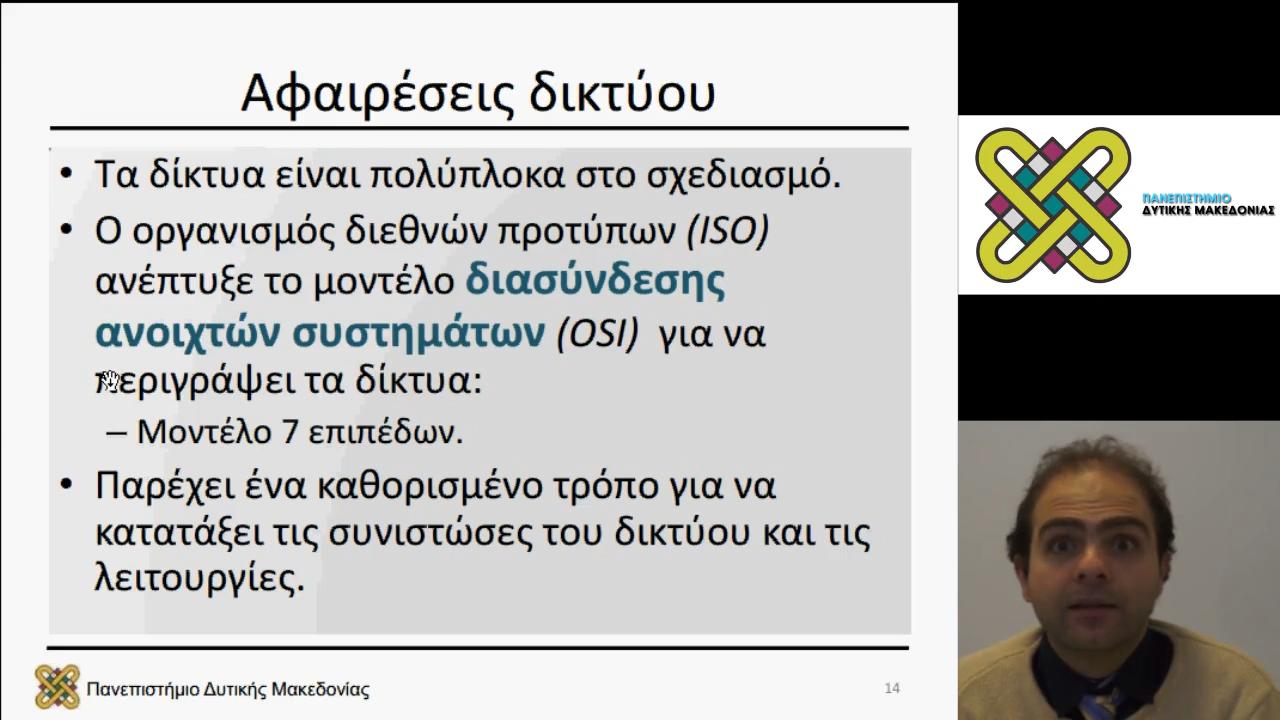 Αφαιρέσεις δικτύου
• Τα δίκτυα είναι πολύπλοκα στο σχεδιασμό.
• Ο οργανισμός διεθνών προτύπων (ISO)
ανέπτυξε το μοντέλο διασύνδεσης
ανοιχτών συστημάτων (OSI) για να
περιγράψει τα δίκτυα:
– Μοντέλο 7 επιπέδων.
• Παρέχει ένα καθορισμένο τρόπο για να
κατατάξει τις συνιστώσες του δικτύου και τις
λειτουργίες.
Πανεπιστήμιο Δυτικής Μακεδονίας
14
ΠΑΝΕΠΙΣΤΗΜΙΟ
ΔΥΤΙΚΗΣ ΜΑΚΕΔΟΝΙΑΣ